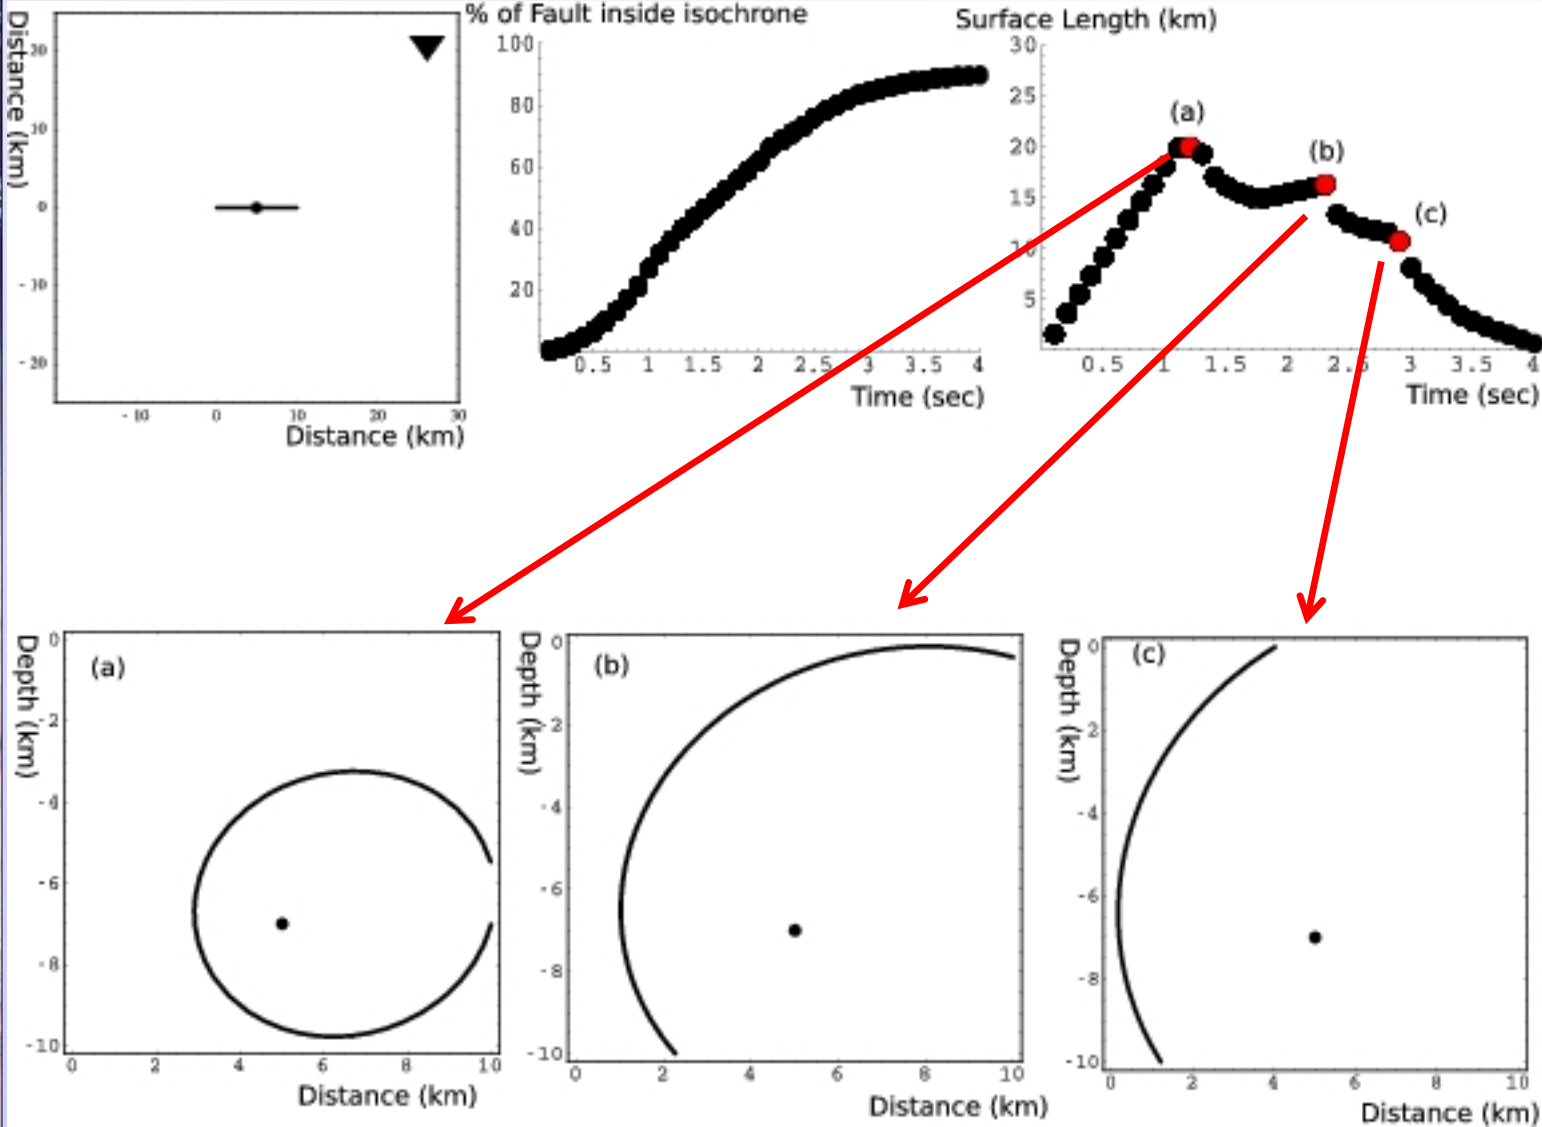 Distance (km)
20
10
0
-10
-20
-10 0 10 20 30
Distance (km)
% of Fault inside isochrone
100
80
60
40
20
0.5 1 1.5 2 2.5 3 3.5 4
Time (sec)
Surface Length (km)
30
25
20
15
10
5
0.5 1 1.5 2 2.5 3 3.5 4
Time (sec)
(a)
(b)
(c)
Depth (km)
(a)
0
-2
-4
-6
-8
-10
0 2 4 6 8 10
Distance (km)
Depth (km)
(b)
0
2
-4
-6
-8
-10
0 2 4 6 8 10
Distance (km)
Depth (km)
(c)
0
2
-4
-6
-8
-10
0 2 4 6 8 10
Distance (km)